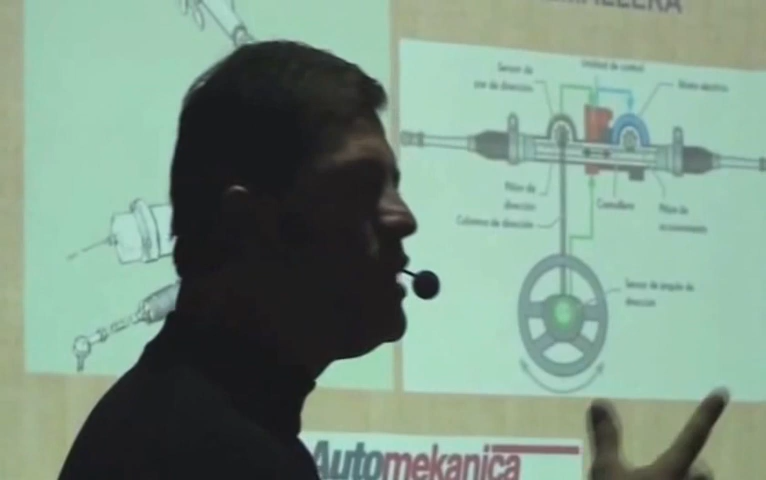 Sensor de
par de dirección
Unidad de control
Motor eléctrico
Piñón de
dirección
Columna de dirección
Cremallera
Piñón de
accionamiento
Sensor de ángulo de
dirección
Automekanica